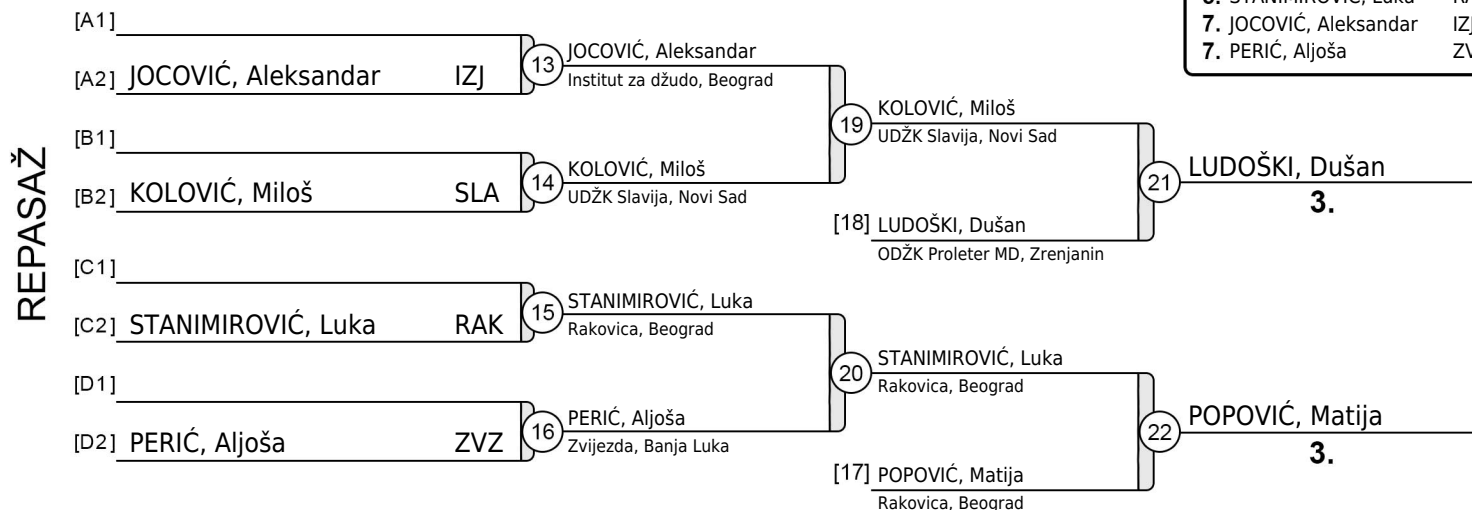 5. STANIMIROVIĆ, Luka
7. JOCOVIĆ, Aleksandar IZJ
7. PERIĆ, Aljoša
REPASAŽ
[A1]
[A2] JOCOVIĆ, Aleksandar IZJ
[B1]
[B2] KOLOVIĆ, Miloš SLA
[C1]
[C2] STANIMIROVIĆ, Luka RAK
[D1]
[D2] PERIĆ, Aljoša ZVZ
13 JOCOVIĆ, Aleksandar
Institut za džudo, Beograd
14 KOLOVIĆ, Miloš
UDŽK Slavija, Novi Sad
15 STANIMIROVIĆ, Luka
Rakovica, Beograd
16 PERIĆ, Aljoša
Zvijezda, Banja Luka
19 KOLOVIĆ, Miloš
UDŽK Slavija, Novi Sad
[18] LUDOŠKI, Dušan
ODŽK Proleter MD, Zrenjanin
20 STANIMIROVIĆ, Luka
Rakovica, Beograd
[17] POPOVIĆ, Matija
Rakovica, Beograd
21 LUDOŠKI, Dušan
3.
22 POPOVIĆ, Matija
3.